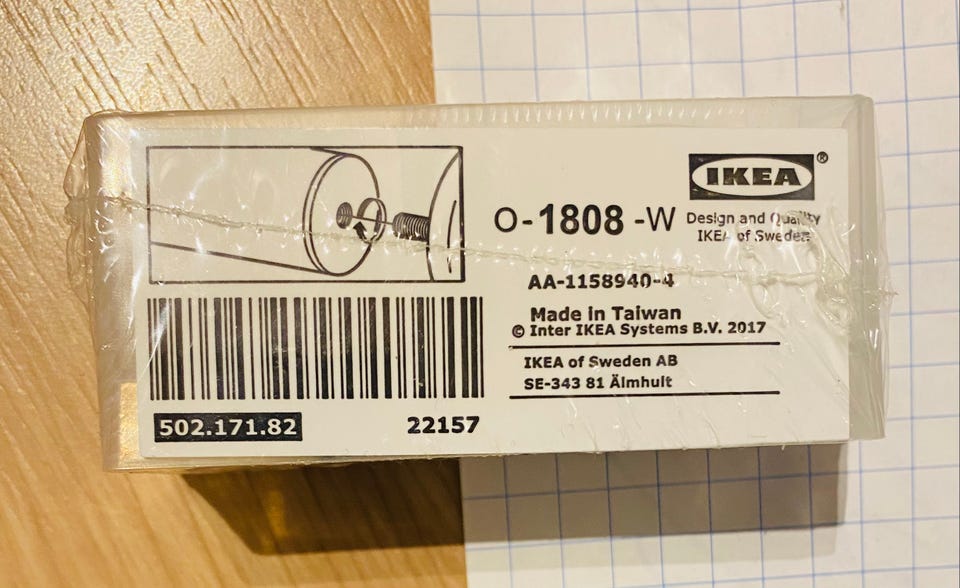 IKEA®
Design and Quality
IKEA of Sweden
O-1808-W
AA-1158940-4
Made in Taiwan
© Inter IKEA Systems B.V. 2017
IKEA of Sweden AB
SE-343 81 Älmhult
502.171.82
22157